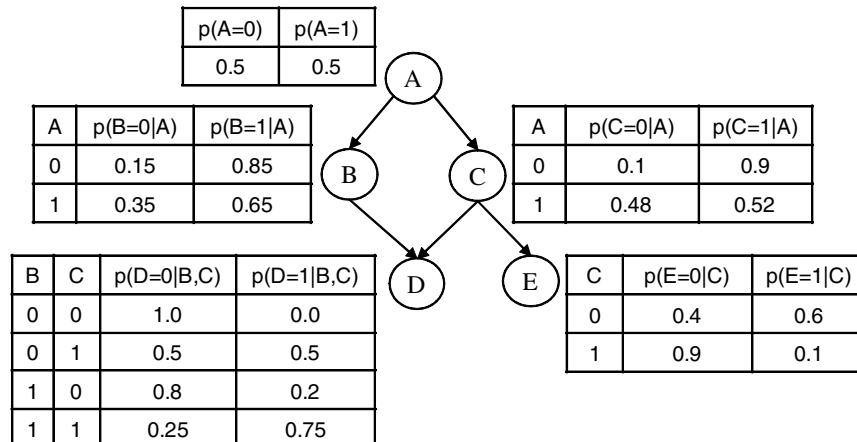 p(A=0) p(A=1)
0.5 0.5
A
A p(B=0|A) p(B=1|A)
0 0.15 0.85
1 0.35 0.65
B
C
A p(C=0|A) p(C=1|A)
0 0.1 0.9
1 0.48 0.52
B C p(D=0|B,C) p(D=1|B,C)
0 0 1.0 0.0
0 1 0.5 0.5
1 0 0.8 0.2
1 1 0.25 0.75
D
E
C p(E=0|C) p(E=1|C)
0 0.4 0.6
1 0.9 0.1